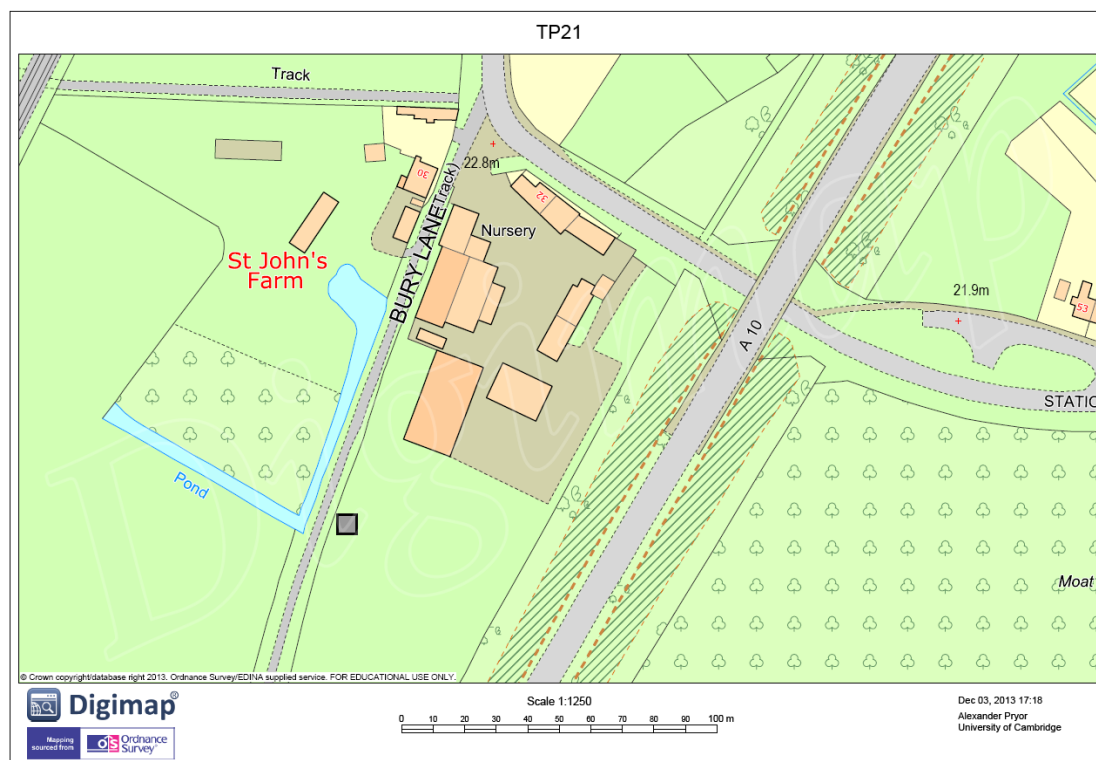 TP21
Track
22.8m
30
(Track)
BURY LANE
32
Nursery
St John's
Farm
21.9m
53
A 10
STATIO
Pond
Moat
© Crown copyright/database right 2013. Ordnance Survey/EDINA supplied service. FOR EDUCATIONAL USE ONLY.
Digimap®
Mapping
sourced from
os Ordnance
Survey®
Scale 1:1250
0 10 20 30 40 50 60 70 80 90 100 m
Dec 03, 2013 17:18
Alexander Pryor
University of Cambridge
Digimap